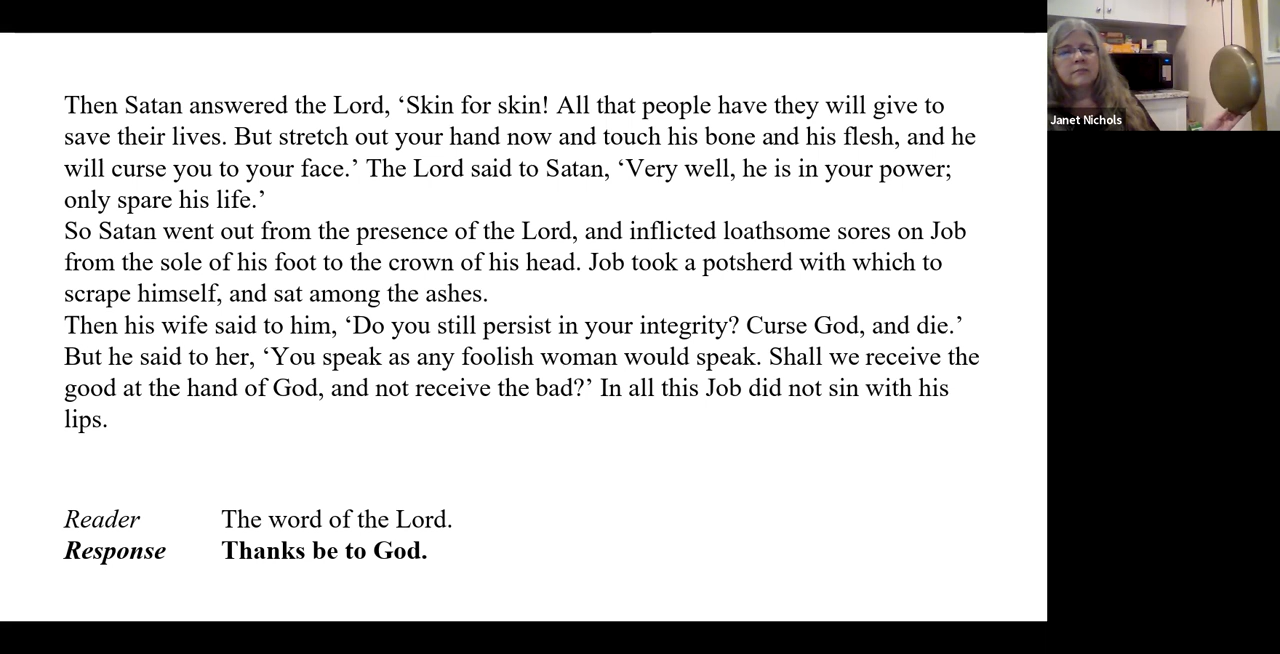 Then Satan answered the Lord, ‘Skin for skin! All that people have they will give to
save their lives. But stretch out your hand now and touch his bone and his flesh, and he
will curse you to your face.’ The Lord said to Satan, ‘Very well, he is in your power;
only spare his life.’
So Satan went out from the presence of the Lord, and inflicted loathsome sores on Job
from the sole of his foot to the crown of his head. Job took a potsherd with which to
scrape himself, and sat among the ashes.
Then his wife said to him, ‘Do you still persist in your integrity? Curse God, and die.’
But he said to her, ‘You speak as any foolish woman would speak. Shall we receive the
good at the hand of God, and not receive the bad?’ In all this Job did not sin with his
lips.
Reader The word of the Lord.
Response Thanks be to God.
Janet Nichols